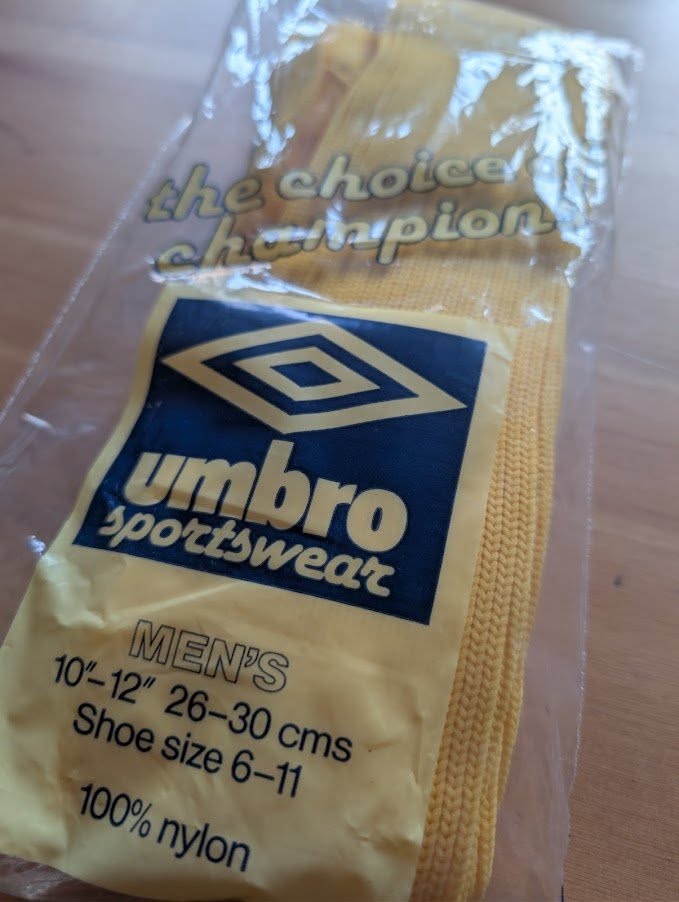 the choice
champion
umbro
sportswear
MEN'S
10"–12" 26–30 cms
Shoe size 6–11
100% nylon